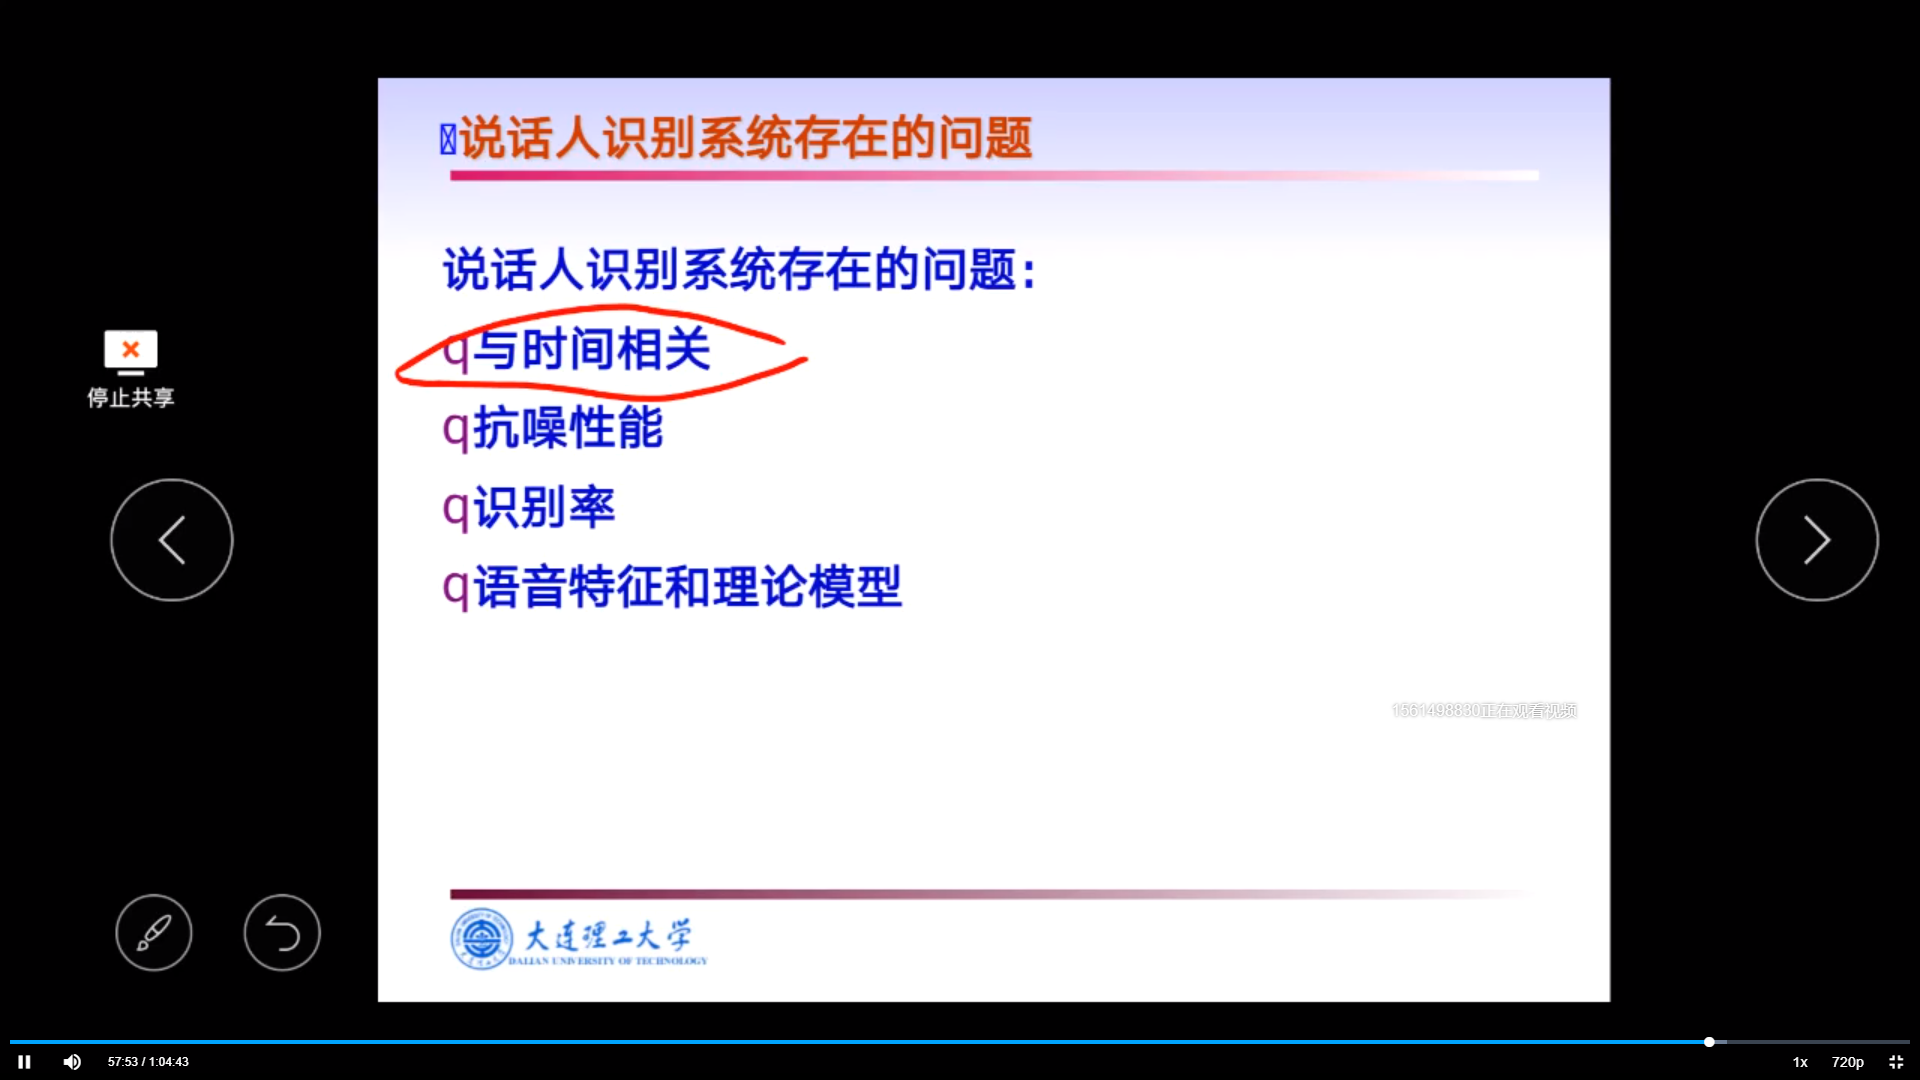 说话人识别系统存在的问题
说话人识别系统存在的问题:
q与时间相关
q抗噪性能
q识别率
q语音特征和理论模型
停止共享
1561498830正在观看视频
大连理工大学
DALIAN UNIVERSITY OF TECHNOLOGY
57:53 / 1:04:43
1x
720p